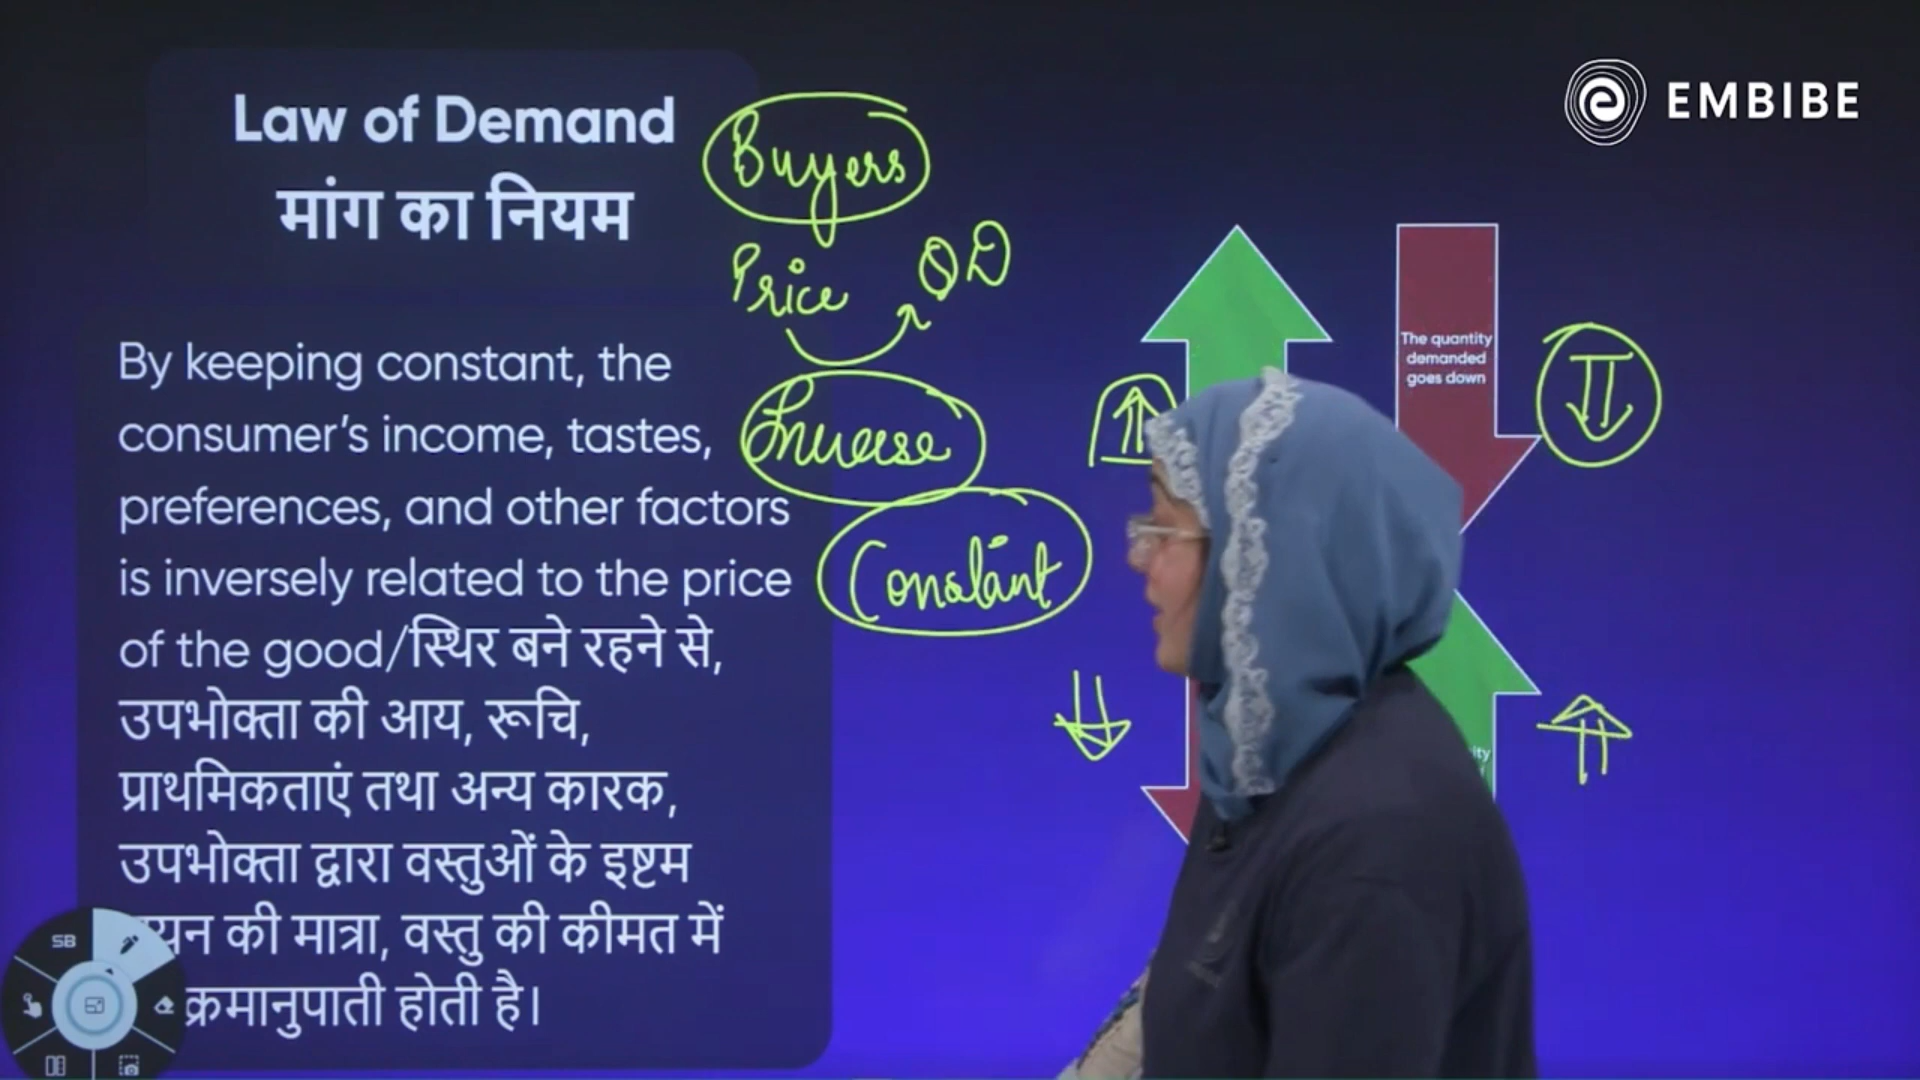 Law of Demand
मांग का नियम
By keeping constant, the
consumer's income, tastes,
preferences, and other factors
is inversely related to the price
of the good/स्थिर बने रहने से,
उपभोक्ता की आय, रूचि,
प्राथमिकताएं तथा अन्य कारक,
उपभोक्ता द्वारा वस्तुओं के इष्टम
की मात्रा, वस्तु की कीमत में
क्रमानुपाती होती है।
Buyers
Price QD
Inverse
Constant
The quantity
demanded
goes down
EMBIBE
SB